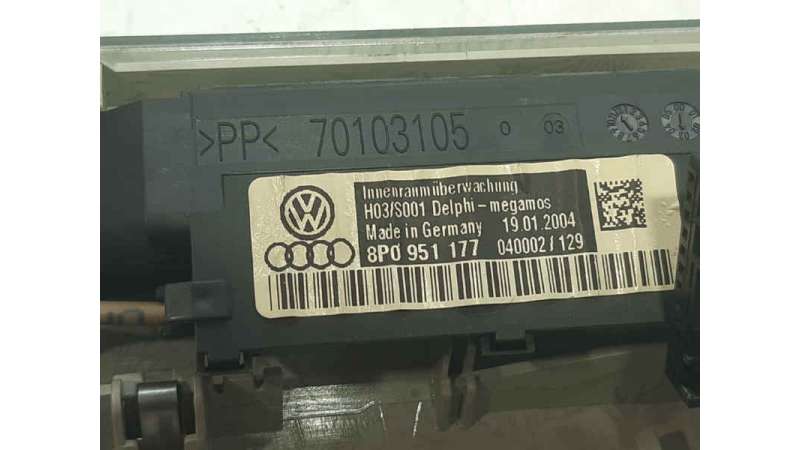 >PP< 70103105 0 03
Innenraumüberwachung
H03/S001 Delphi-megamos
Made in Germany 19.01.2004
8P0 951 177 040002/129